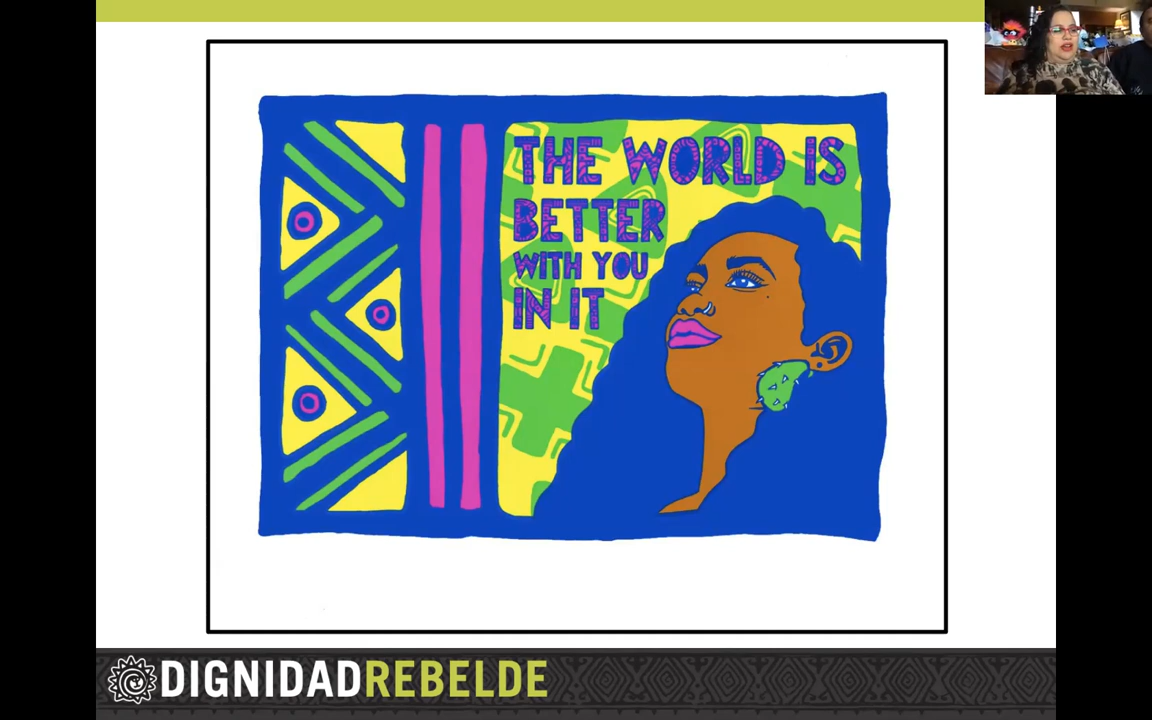 THE WORLD IS
BETTER
WITH YOU
IN IT
DIGNIDADREBELDE